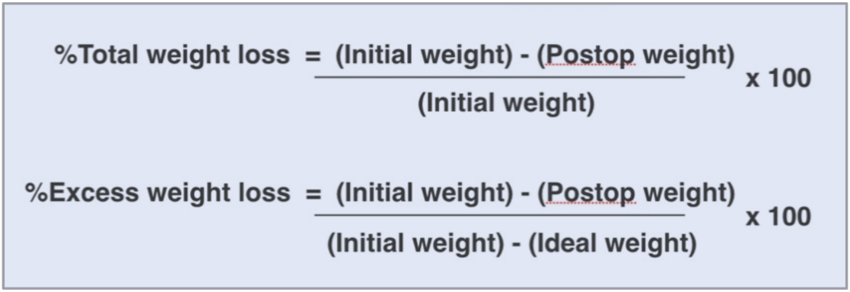 %Total weight loss = (Initial weight) - (Postop weight)
x 100
(Initial weight)
%Excess weight loss = (Initial weight) - (Postop weight)
x 100
(Initial weight) - (Ideal weight)